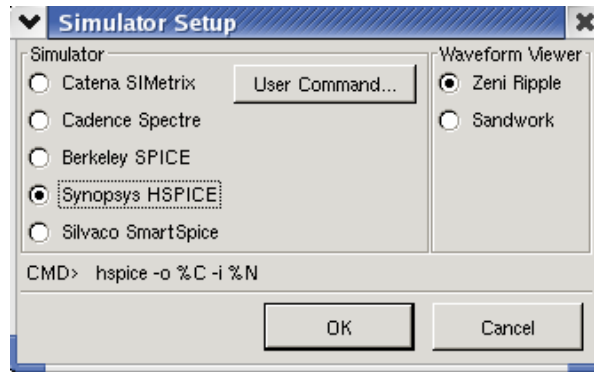 Simulator Setup
Simulator
Waveform Viewer
Catena SIMetrix
User Command...
Zeni Ripple
Cadence Spectre
Sandwork
Berkeley SPICE
Synopsys HSPICE
Silvaco SmartSpice
CMD> hspice -o %C -i %N
OK
Cancel